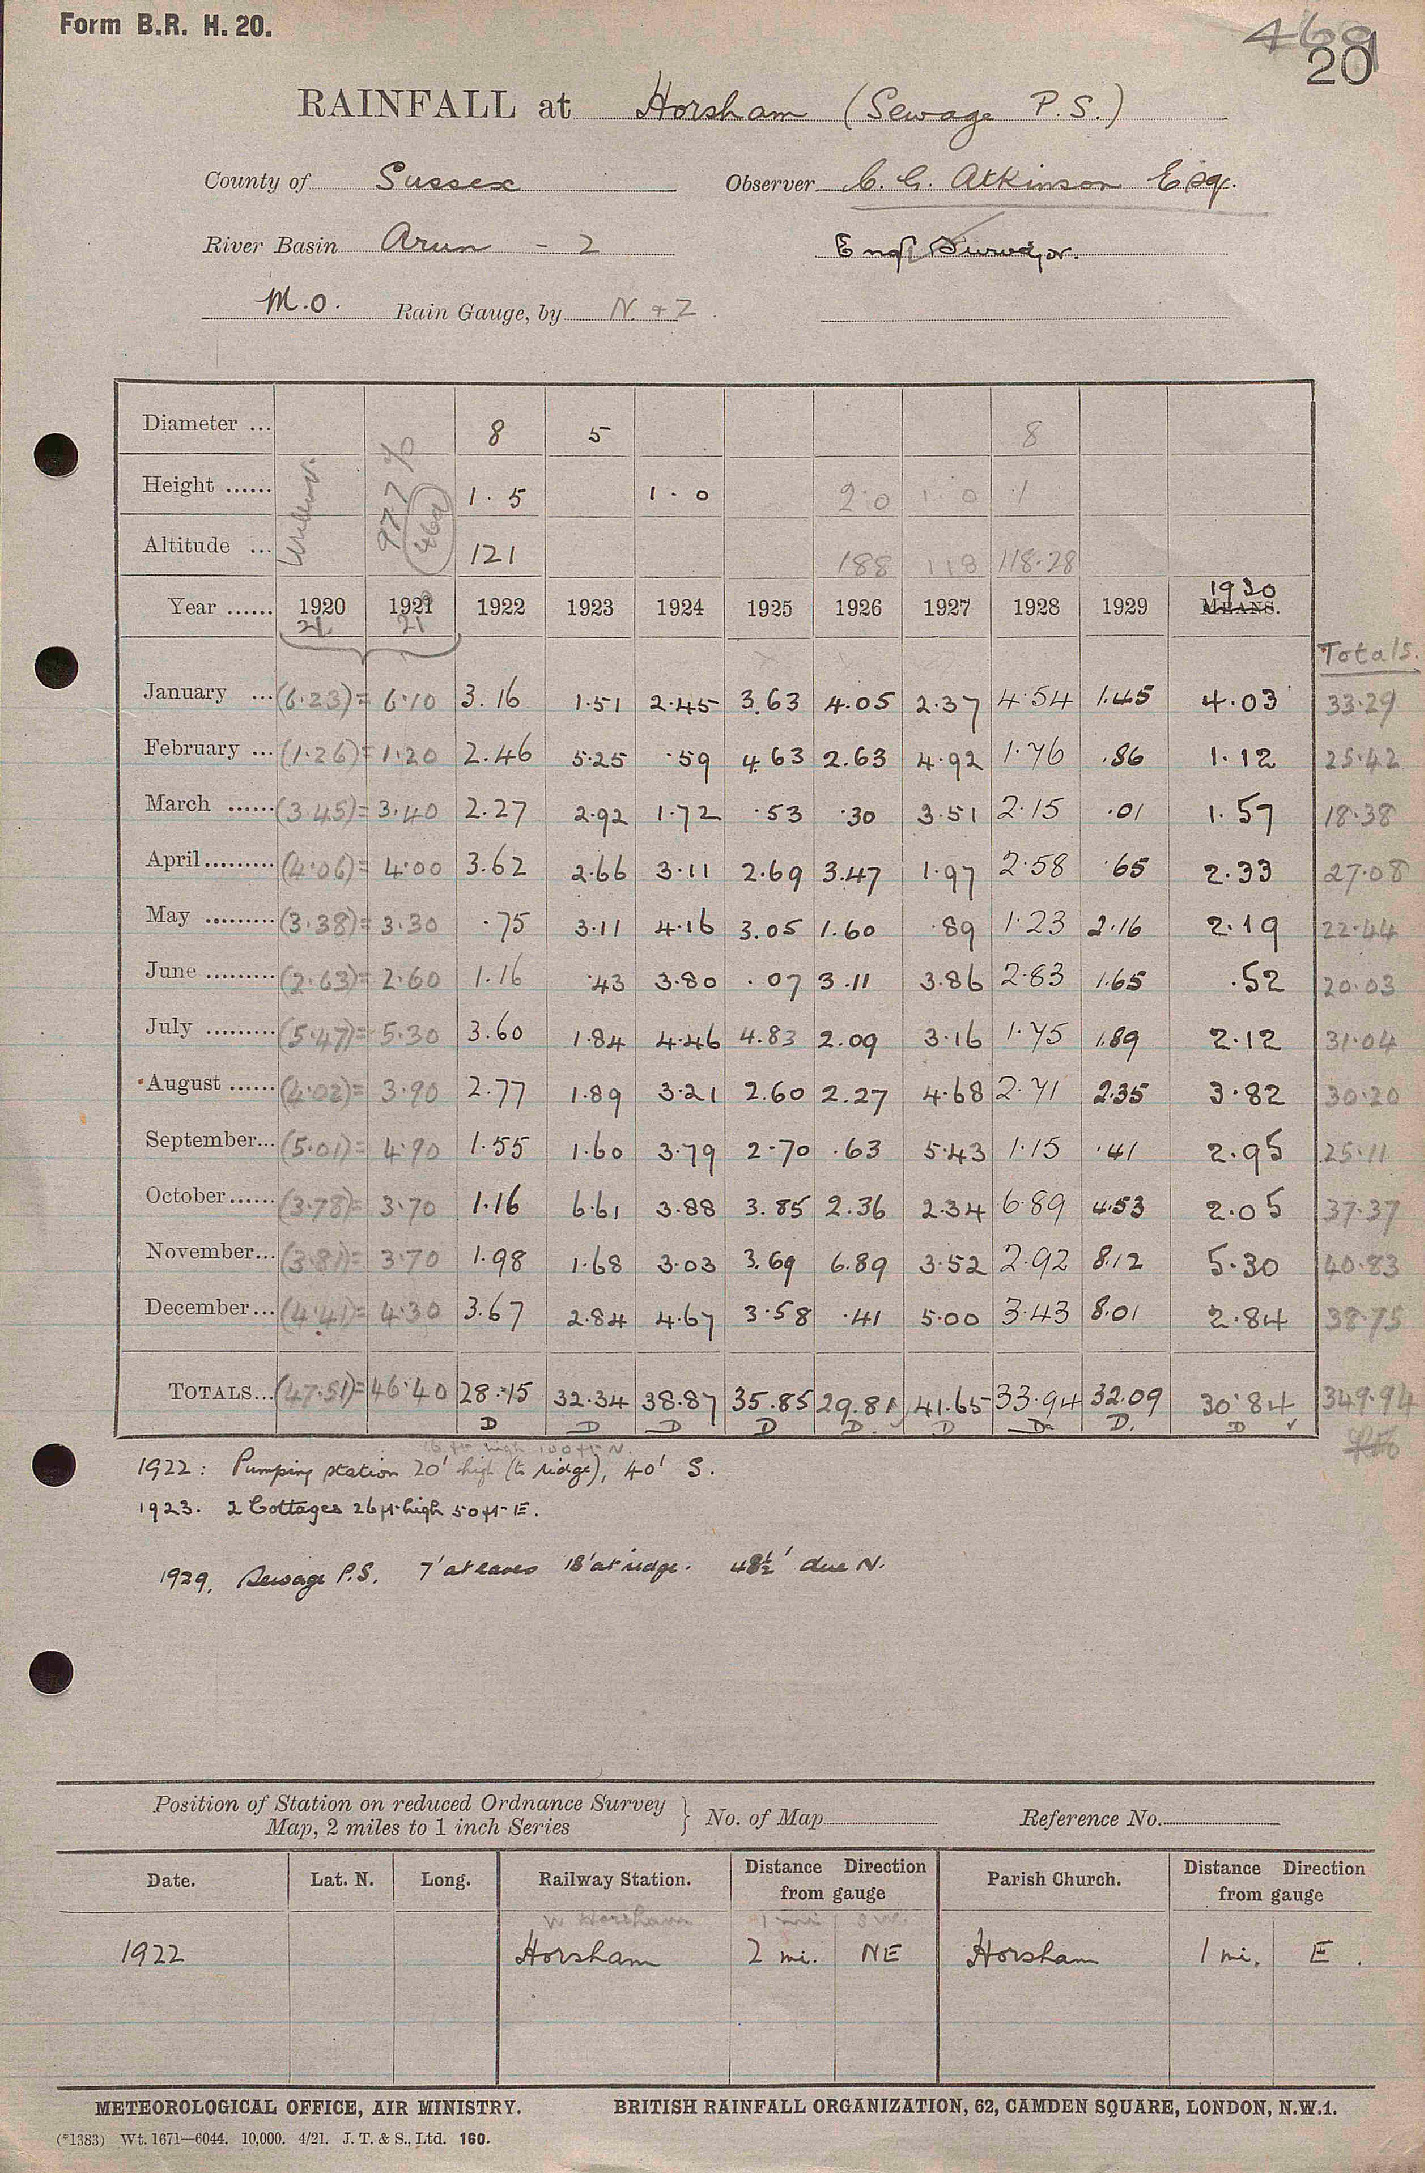 Form B.R. H. 20.
468
201
RAINFALL at Horsham (Sewage P.S.)
County of Sussex Observer C. G. Atkinson Esq.
River Basin Arun - 2 Engr Surveyor.
M.O. Rain Gauge, by N. & Z.
Diameter ... 8 5 8
Height ...... 1.5 1.0 2.0 1.0 .1
97.7 %
468
Altitude ... 121 188 118 118.28
Year ...... 1920 1921 1922 1923 1924 1925 1926 1927 1928 1929 1930 MEANS.
21 21
Totals.
January ... (6.23)= 6.10 3.16 1.51 2.45 3.63 4.05 2.37 4.54 1.45 4.03 33.29
February ... (1.26)= 1.20 2.46 5.25 .59 4.63 2.63 4.92 1.76 .86 1.12 25.42
March ...... (3.45)= 3.40 2.27 2.92 1.72 .53 .30 3.51 2.15 .01 1.57 18.38
April ......... (4.06)= 4.00 3.62 2.66 3.11 2.69 3.47 1.97 2.58 .65 2.33 27.08
May ......... (3.38)= 3.30 .75 3.11 4.16 3.05 1.60 .89 1.23 2.16 2.19 22.44
June ......... (2.63)= 2.60 1.16 .43 3.80 .07 3.11 3.86 2.83 1.65 .52 20.03
July ......... (5.47)= 5.30 3.60 1.84 4.46 4.83 2.09 3.16 1.75 1.89 2.12 31.04
August ...... (4.02)= 3.90 2.77 1.89 3.21 2.60 2.27 4.68 2.71 2.35 3.82 30.20
September... (5.01)= 4.90 1.55 1.60 3.79 2.70 .63 5.43 1.15 .41 2.95 25.11
October ...... (3.78)= 3.70 1.16 6.61 3.88 3.85 2.36 2.34 6.89 4.53 2.05 37.37
November... (3.81)= 3.70 1.98 1.68 3.03 3.69 6.89 3.52 2.92 8.12 5.30 40.83
December... (4.41)= 4.30 3.67 2.84 4.67 3.58 .41 5.00 3.43 8.01 2.84 38.75
TOTALS... (47.51)= 46.40 28.15 32.34 38.87 35.85 29.81 41.65 33.94 32.09 30.84 349.94
D D D D D. D D D. D
1922: Pumping station 20' high (to ridge), 40' S.
1923. 2 Cottages 26 ft high 50 ft E.
1929. Sewage P.S. 7' at eaves 18' at ridge. 48½' due N.
Position of Station on reduced Ordnance Survey Map, 2 miles to 1 inch Series } No. of Map Reference No.
Date. Lat. N. Long. Railway Station. Distance Direction from gauge Parish Church. Distance Direction from gauge
W Horsham 1 mi S W.
1922 Horsham 2 mi. NE Horsham 1 mi. E.
METEOROLOGICAL OFFICE, AIR MINISTRY. BRITISH RAINFALL ORGANIZATION, 62, CAMDEN SQUARE, LONDON, N.W.1.
(*1383) Wt. 1671—6044. 10,000. 4/21. J. T. & S., Ltd. 160.